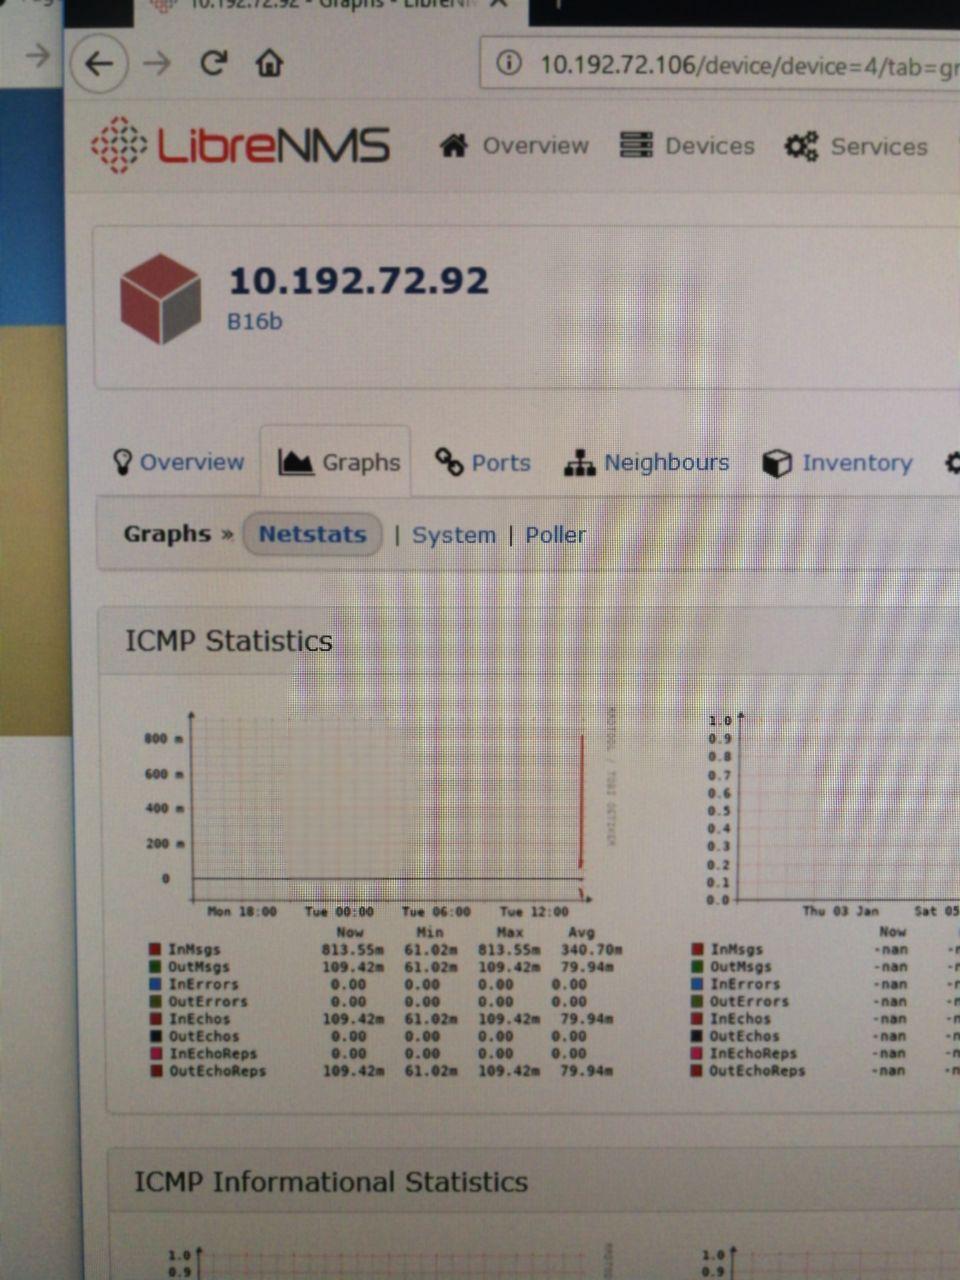 10.192.72.92 - Graphs - LibreNM
10.192.72.106/device/device=4/tab=gr
LibreNMS Overview Devices Services
10.192.72.92
B16b
Overview Graphs Ports Neighbours Inventory
Graphs » Netstats | System | Poller
ICMP Statistics
800 m
600 m
400 m
200 m
0
Mon 18:00 Tue 00:00 Tue 06:00 Tue 12:00
RRDTOOL / TOBI OETIKER
Now Min Max Avg
InMsgs 813.55m 61.02m 813.55m 340.70m
OutMsgs 109.42m 61.02m 109.42m 79.94m
InErrors 0.00 0.00 0.00 0.00
OutErrors 0.00 0.00 0.00 0.00
InEchos 109.42m 61.02m 109.42m 79.94m
OutEchos 0.00 0.00 0.00 0.00
InEchoReps 0.00 0.00 0.00 0.00
OutEchoReps 109.42m 61.02m 109.42m 79.94m
1.0
0.9
0.8
0.7
0.6
0.5
0.4
0.3
0.2
0.1
0.0
Thu 03 Jan Sat 05
Now
InMsgs -nan
OutMsgs -nan
InErrors -nan
OutErrors -nan
InEchos -nan
OutEchos -nan
InEchoReps -nan
OutEchoReps -nan
ICMP Informational Statistics
1.0
0.9
1.0
0.9